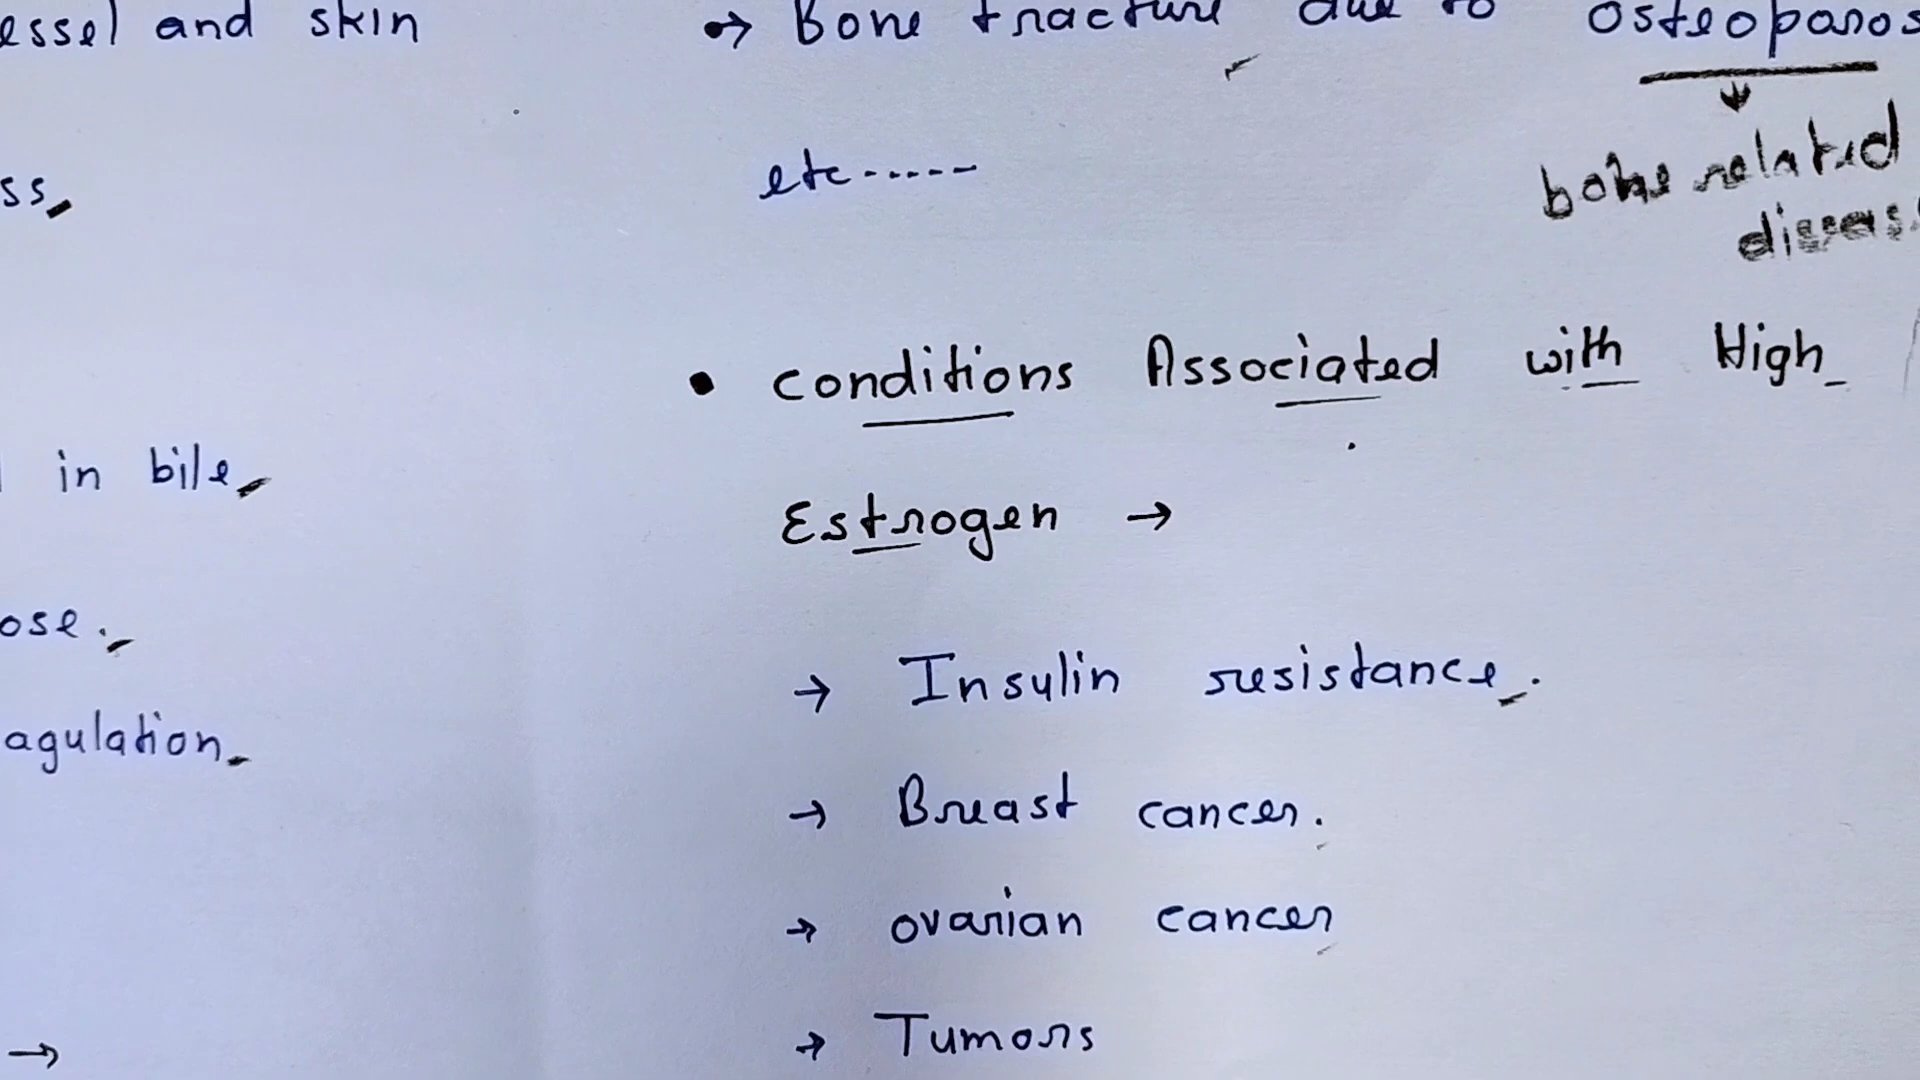 essel and skin
ss,
in bile,
ose.
agulation
→
→ Bone fracture due to osteoporos
↓
bone related
diseas
etc------
• Conditions Associated with High
Estrogen →
→ Insulin resistance.
→ Breast cancer.
→ ovarian cancer
→ Tumors